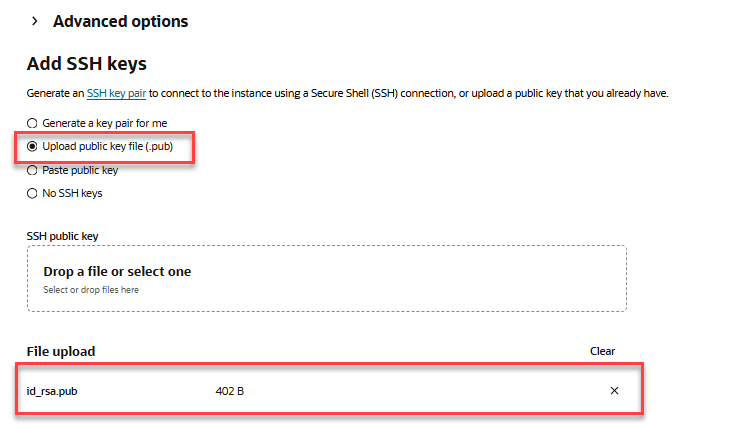 Advanced options
Add SSH keys
Generate an SSH key pair to connect to the instance using a Secure Shell (SSH) connection, or upload a public key that you already have.
Generate a key pair for me
Upload public key file (.pub)
Paste public key
No SSH keys
SSH public key
Drop a file or select one
Select or drop files here
File upload Clear
id_rsa.pub 402 B ×